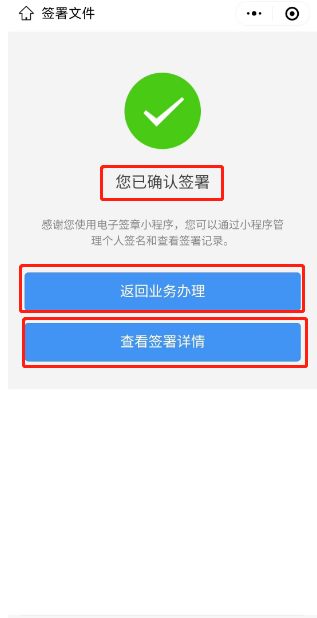 签署文件
您已确认签署
感谢您使用电子签章小程序，您可以通过小程序管
理个人签名和查看签署记录。
返回业务办理
查看签署详情